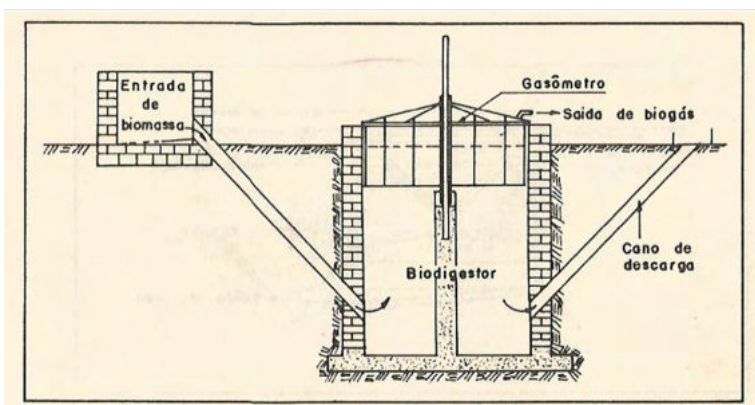 Entrada
de
biomassa
Gasômetro
Saída de biogás
Biodigestor
Cano de
descarga